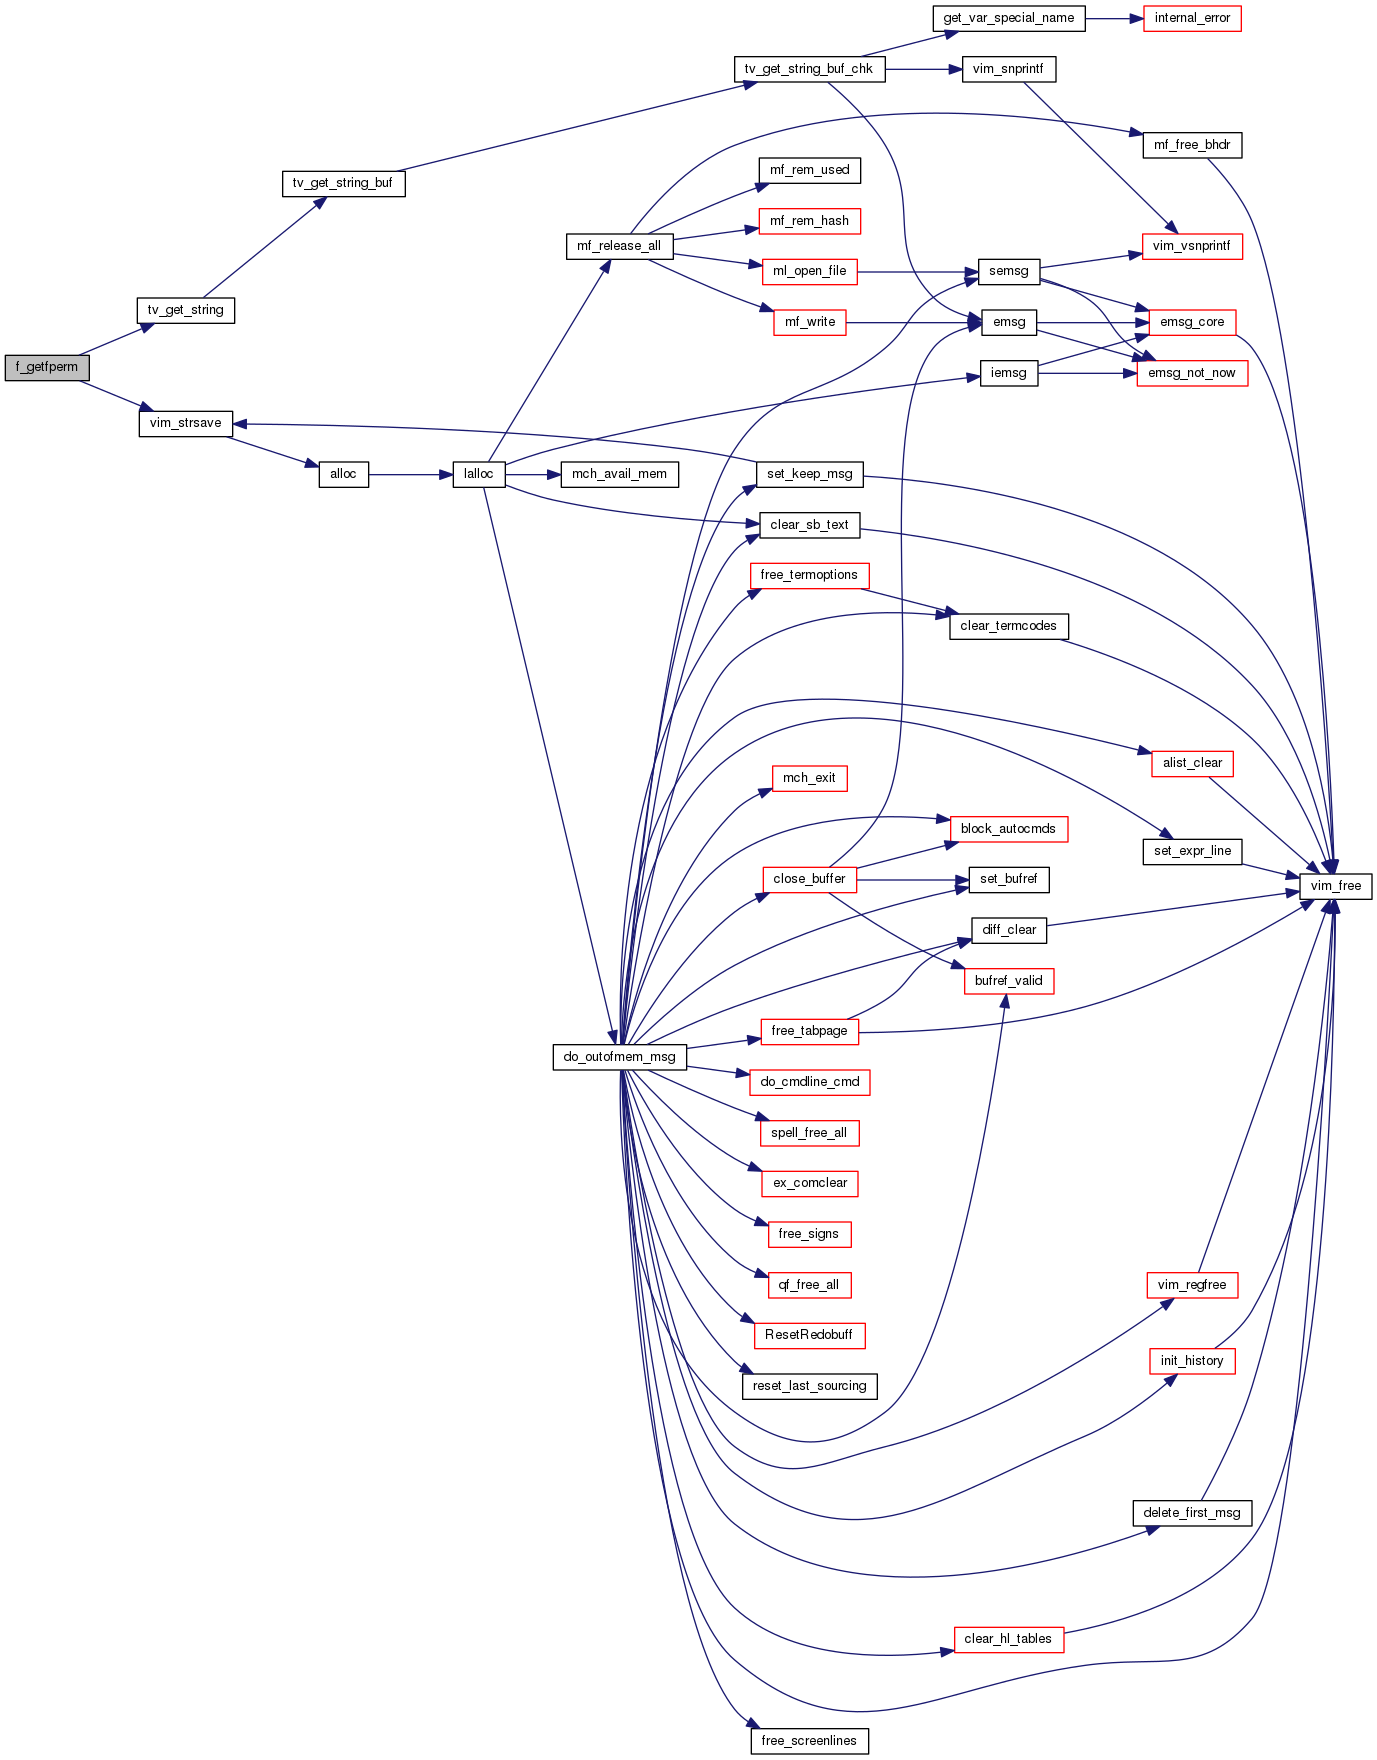 get_var_special_name
internal_error
tv_get_string_buf_chk
vim_snprintf
mf_free_bhdr
mf_rem_used
tv_get_string_buf
mf_rem_hash
mf_release_all
vim_vsnprintf
ml_open_file
semsg
tv_get_string
mf_write
emsg
emsg_core
f_getfperm
iemsg
emsg_not_now
vim_strsave
alloc
lalloc
mch_avail_mem
set_keep_msg
clear_sb_text
free_termoptions
clear_termcodes
alist_clear
mch_exit
block_autocmds
set_expr_line
close_buffer
set_bufref
vim_free
diff_clear
bufref_valid
free_tabpage
do_outofmem_msg
do_cmdline_cmd
spell_free_all
ex_comclear
free_signs
qf_free_all
vim_regfree
ResetRedobuff
init_history
reset_last_sourcing
delete_first_msg
clear_hl_tables
free_screenlines